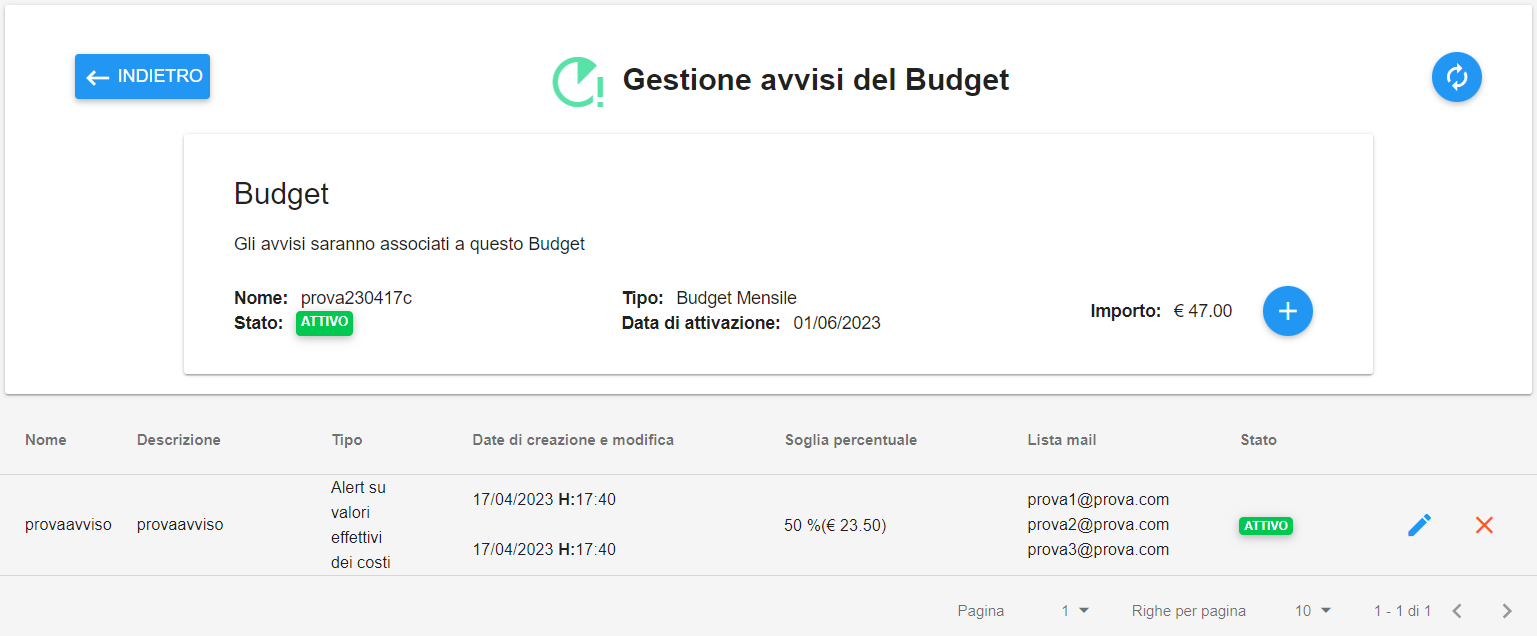 INDIETRO
Gestione avvisi del Budget
Budget
Gli avvisi saranno associati a questo Budget
Nome: prova230417c
Stato: ATTIVO
Tipo: Budget Mensile
Data di attivazione: 01/06/2023
Importo: € 47.00
Nome Descrizione Tipo Date di creazione e modifica Soglia percentuale Lista mail Stato
provaavviso
provaavviso
Alert su
valori
effettivi
dei costi
17/04/2023 H:17:40
17/04/2023 H:17:40
50 %(€ 23.50)
prova1@prova.com
prova2@prova.com
prova3@prova.com
ATTIVO
Pagina 1 Righe per pagina 10 1 - 1 di 1